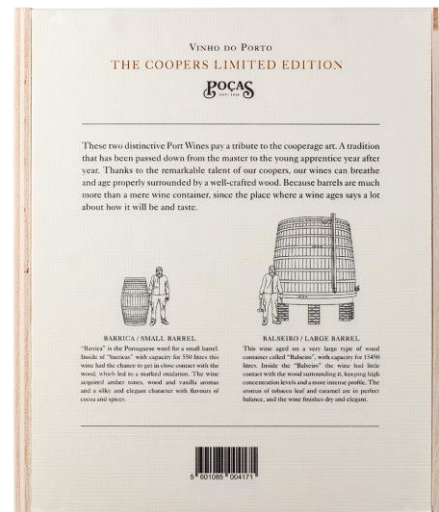 VINHO DO PORTO
THE COOPERS LIMITED EDITION
POÇAS
These two distinctive Port Wines pay a tribute to the cooperage art. A tradition
that has been passed down from the master to the young apprentice year after
year. Thanks to the remarkable talent of our coopers, our wines can breathe
and age properly surrounded by a well-crafted wood. Because barrels are much
more than a mere wine container, since the place where a wine ages says a lot
about how it will be and taste.
BARRICA / SMALL BARREL
"Barrica" is the Portuguese word for a small barrel.
Inside of "barricas" with capacity for 550 litres this
wine had the chance to get in close contact with the
wood, which led to a marked oxidation. The wine
acquired amber tones, wood and vanilla aromas
and a silky and elegant character with flavours of
cocoa and spices.
BALSEIRO / LARGE BARREL
This wine aged on a very large type of wood
container called "Balseiro", with capacity for 15450
litres. Inside the "Balseiro" the wine had little
contact with the wood surrounding it, keeping high
concentration levels and a more intense profile. The
aromas of tobacco leaf and caramel are in perfect
balance, and the wine finishes dry and elegant.
5 601085 004171